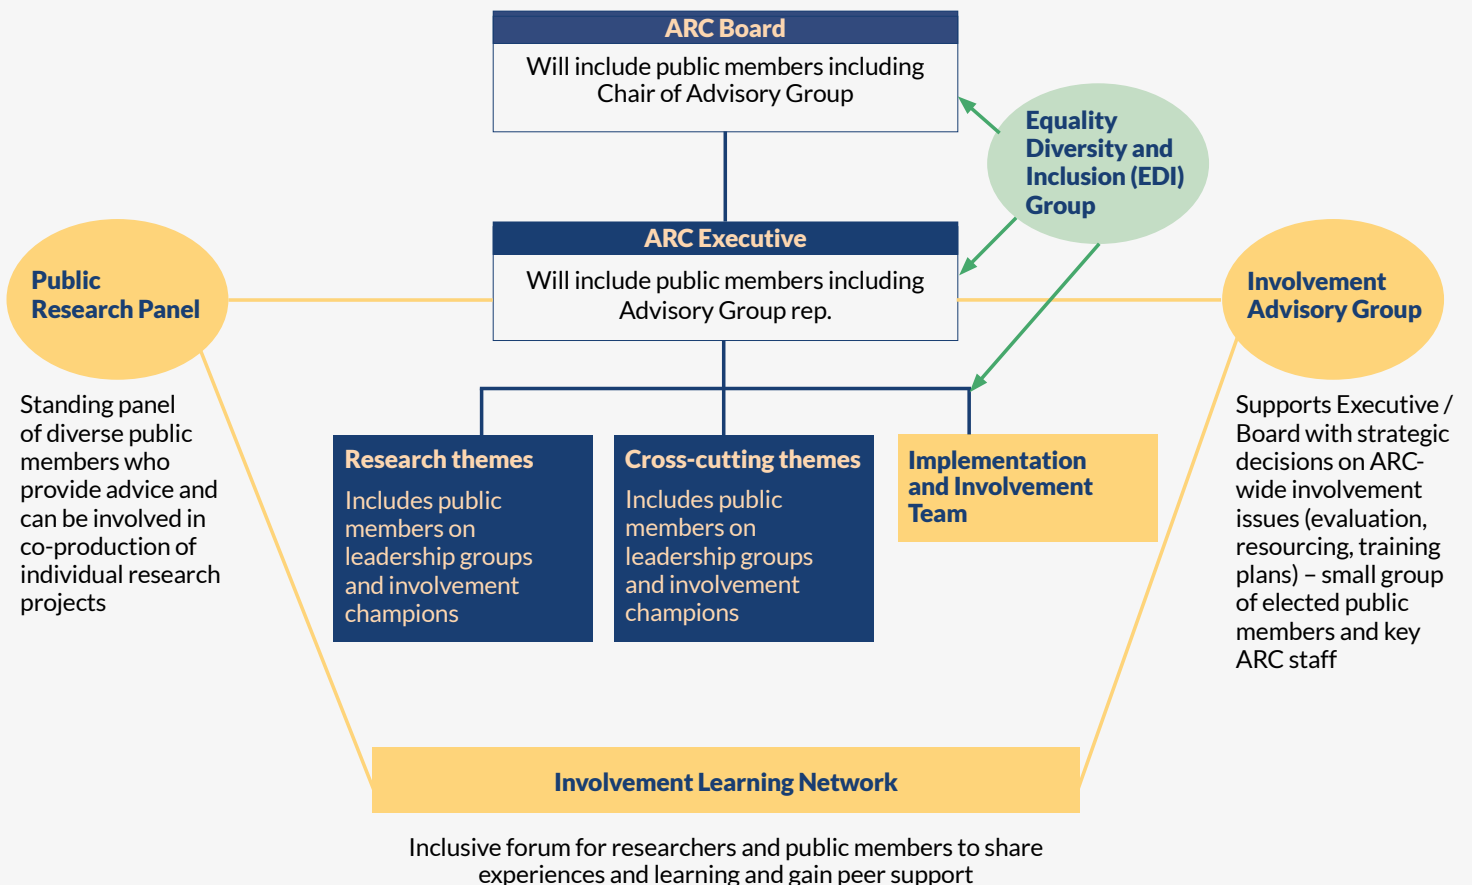 ARC Board
Will include public members including
Chair of Advisory Group
Equality
Diversity and
Inclusion (EDI)
Group
ARC Executive
Will include public members including
Advisory Group rep.
Public
Research Panel
Standing panel
of diverse public
members who
provide advice and
can be involved in
co-production of
individual research
projects
Involvement
Advisory Group
Supports Executive /
Board with strategic
decisions on ARC-
wide involvement
issues (evaluation,
resourcing, training
plans) – small group
of elected public
members and key
ARC staff
Research themes
Includes public
members on
leadership groups
and involvement
champions
Cross-cutting themes
Includes public
members on
leadership groups
and involvement
champions
Implementation
and Involvement
Team
Involvement Learning Network
Inclusive forum for researchers and public members to share
experiences and learning and gain peer support